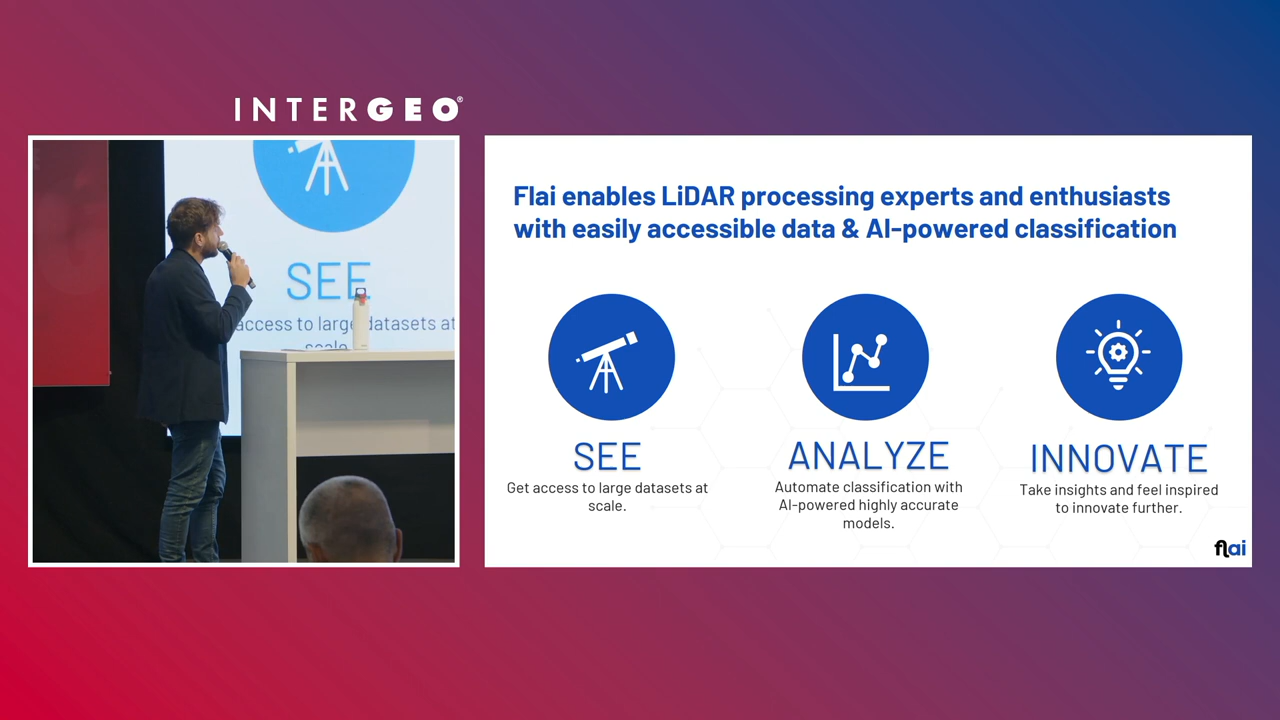 INTERGEO®
SEE
access to large datasets at
scale.
Flai enables LiDAR processing experts and enthusiasts
with easily accessible data & AI-powered classification
SEE
Get access to large datasets at
scale.
ANALYZE
Automate classification with
AI-powered highly accurate
models.
INNOVATE
Take insights and feel inspired
to innovate further.
flai